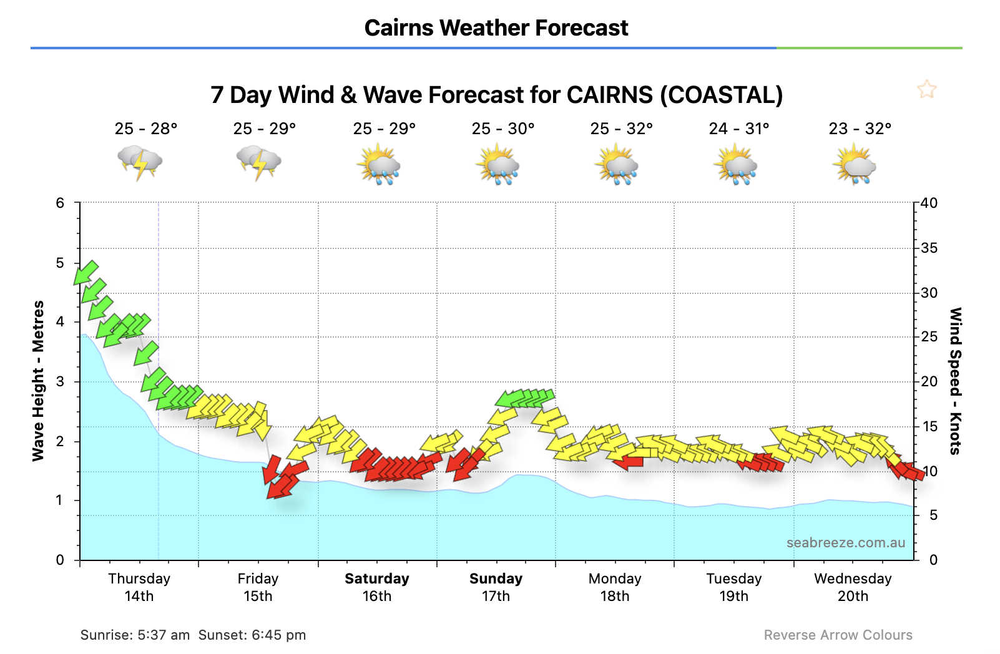 Cairns Weather Forecast
7 Day Wind & Wave Forecast for CAIRNS (COASTAL)
25 - 28° 25 - 29° 25 - 29° 25 - 30° 25 - 32° 24 - 31° 23 - 32°
Wave Height - Metres
6
5
4
3
2
1
0
40
35
30
25
20
15
10
5
0
Wind Speed - Knots
seabreeze.com.au
Thursday Friday Saturday Sunday Monday Tuesday Wednesday
14th 15th 16th 17th 18th 19th 20th
Sunrise: 5:37 am Sunset: 6:45 pm
Reverse Arrow Colours